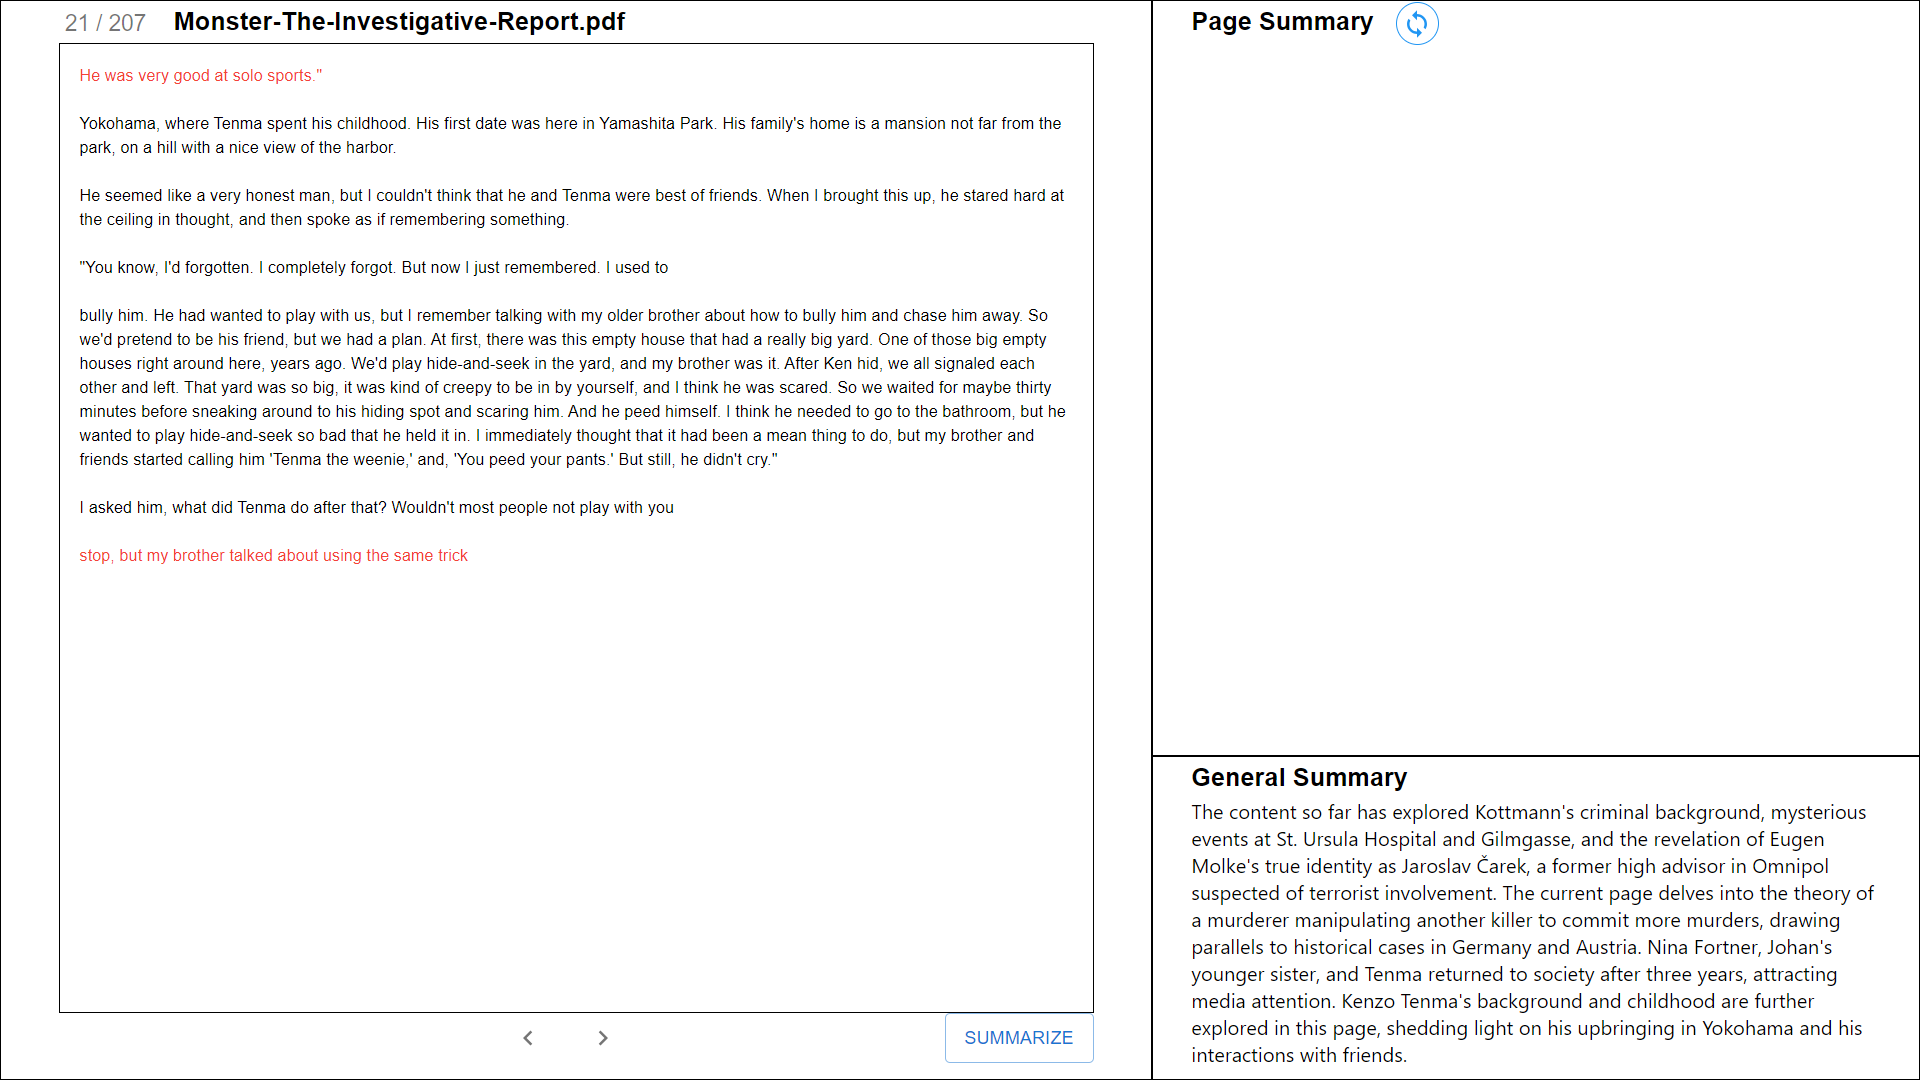 21 / 207 Monster-The-Investigative-Report.pdf
He was very good at solo sports."
Yokohama, where Tenma spent his childhood. His first date was here in Yamashita Park. His family's home is a mansion not far from the
park, on a hill with a nice view of the harbor.
He seemed like a very honest man, but I couldn't think that he and Tenma were best of friends. When I brought this up, he stared hard at
the ceiling in thought, and then spoke as if remembering something.
"You know, I'd forgotten. I completely forgot. But now I just remembered. I used to
bully him. He had wanted to play with us, but I remember talking with my older brother about how to bully him and chase him away. So
we'd pretend to be his friend, but we had a plan. At first, there was this empty house that had a really big yard. One of those big empty
houses right around here, years ago. We'd play hide-and-seek in the yard, and my brother was it. After Ken hid, we all signaled each
other and left. That yard was so big, it was kind of creepy to be in by yourself, and I think he was scared. So we waited for maybe thirty
minutes before sneaking around to his hiding spot and scaring him. And he peed himself. I think he needed to go to the bathroom, but he
wanted to play hide-and-seek so bad that he held it in. I immediately thought that it had been a mean thing to do, but my brother and
friends started calling him 'Tenma the weenie,' and, 'You peed your pants.' But still, he didn't cry."
I asked him, what did Tenma do after that? Wouldn't most people not play with you
stop, but my brother talked about using the same trick
SUMMARIZE
Page Summary
General Summary
The content so far has explored Kottmann's criminal background, mysterious
events at St. Ursula Hospital and Gilmgasse, and the revelation of Eugen
Molke's true identity as Jaroslav Čarek, a former high advisor in Omnipol
suspected of terrorist involvement. The current page delves into the theory of
a murderer manipulating another killer to commit more murders, drawing
parallels to historical cases in Germany and Austria. Nina Fortner, Johan's
younger sister, and Tenma returned to society after three years, attracting
media attention. Kenzo Tenma's background and childhood are further
explored in this page, shedding light on his upbringing in Yokohama and his
interactions with friends.